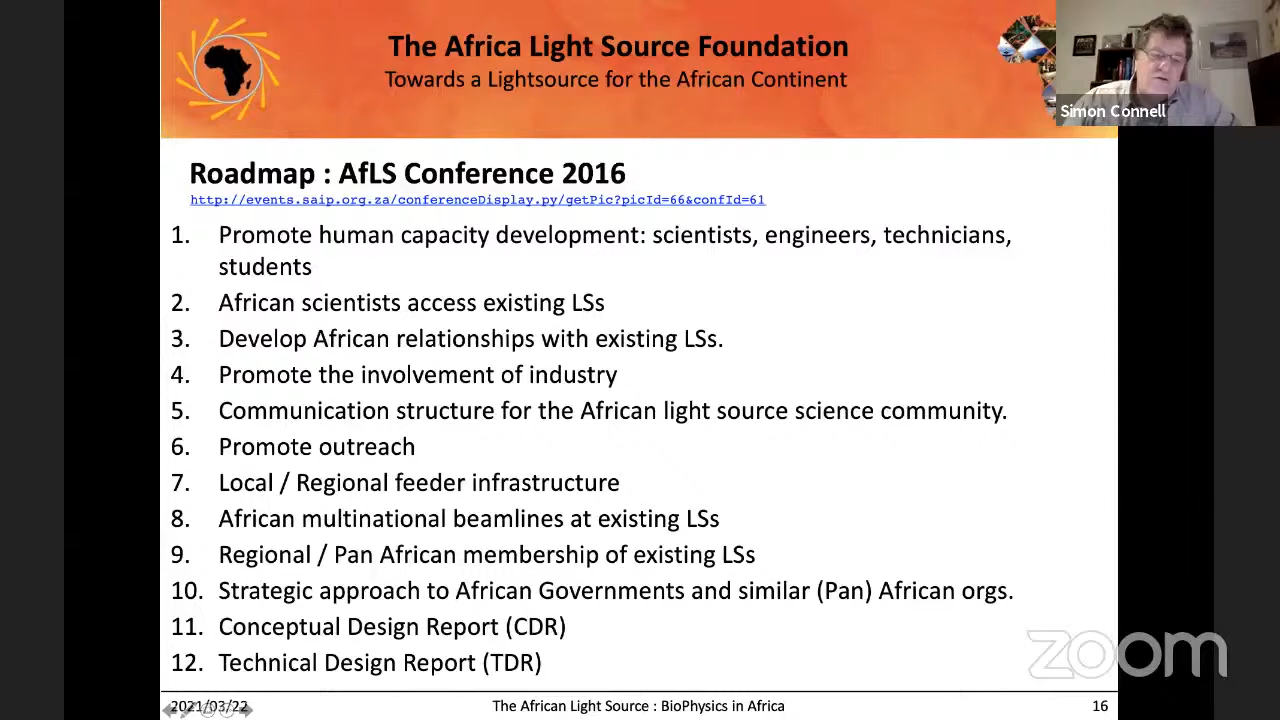 The Africa Light Source Foundation
Towards a Lightsource for the African Continent
Simon Connell
Roadmap : AfLS Conference 2016
http://events.saip.org.za/conferenceDisplay.py/getPic?picId=66&confId=61
1. Promote human capacity development: scientists, engineers, technicians,
students
2. African scientists access existing LSs
3. Develop African relationships with existing LSs.
4. Promote the involvement of industry
5. Communication structure for the African light source science community.
6. Promote outreach
7. Local / Regional feeder infrastructure
8. African multinational beamlines at existing LSs
9. Regional / Pan African membership of existing LSs
10. Strategic approach to African Governments and similar (Pan) African orgs.
11. Conceptual Design Report (CDR)
12. Technical Design Report (TDR)
zoom
2021/03/22
The African Light Source : BioPhysics in Africa
16